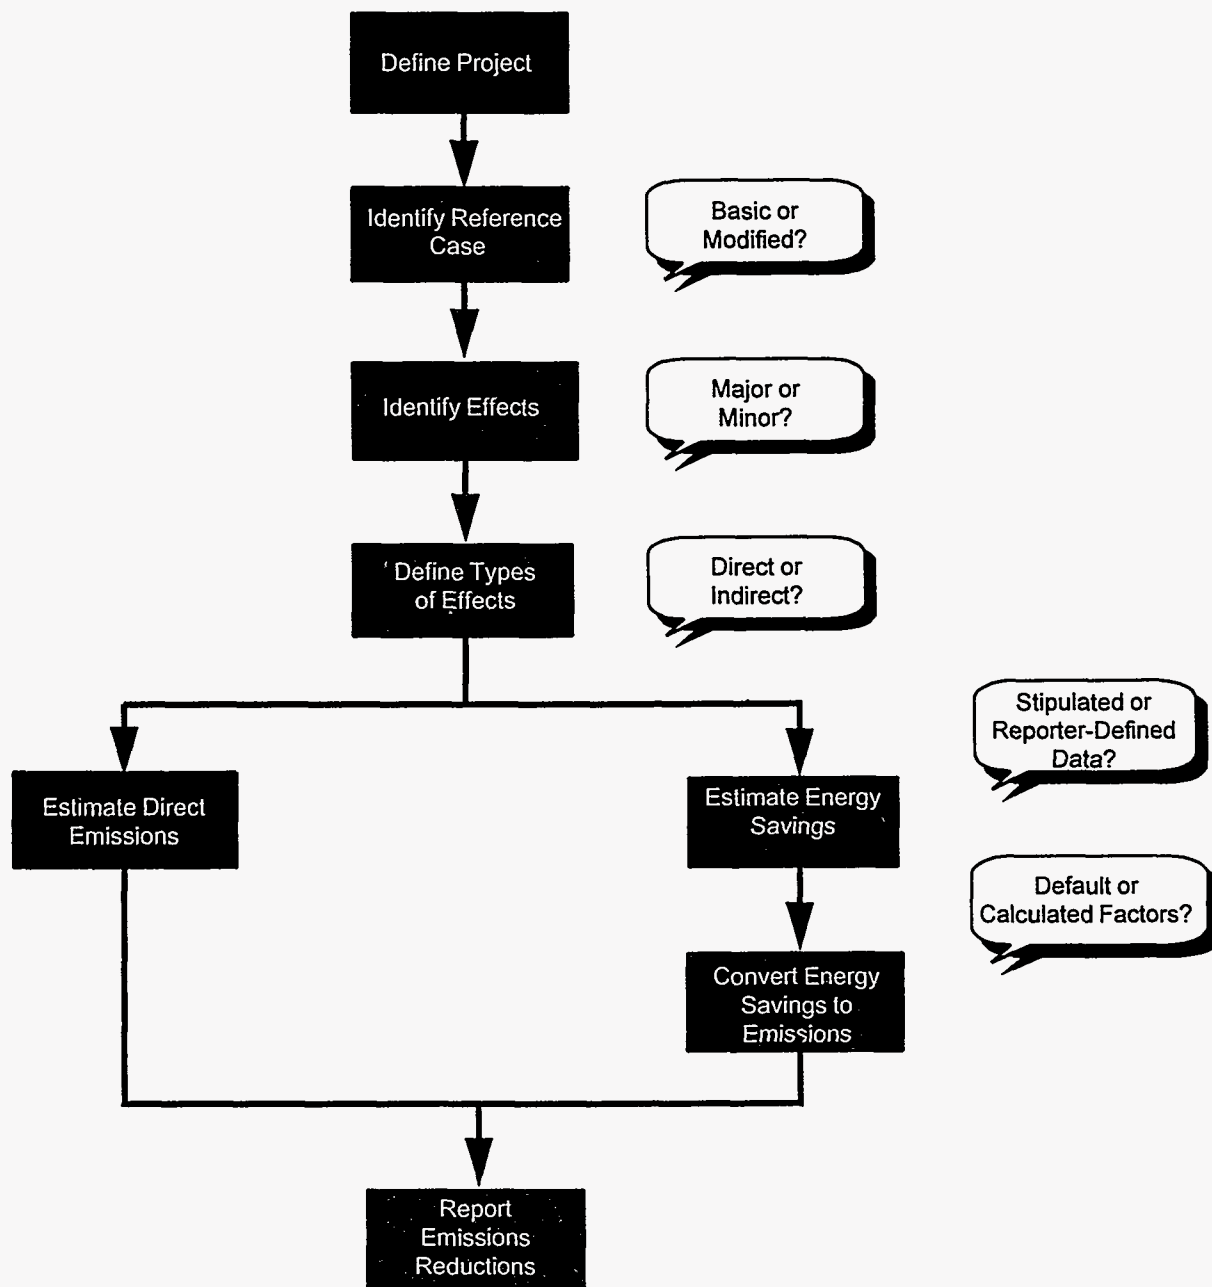 Define Project
Identify Reference
Case
Basic or
Modified?
Identify Effects
Major or
Minor?
Define Types
of Effects
Direct or
Indirect?
Stipulated or
Reporter-Defined
Data?
Estimate Direct
Emissions
Estimate Energy
Savings
Default or
Calculated Factors?
Convert Energy
Savings to
Emissions
Report
Emissions
Reductions